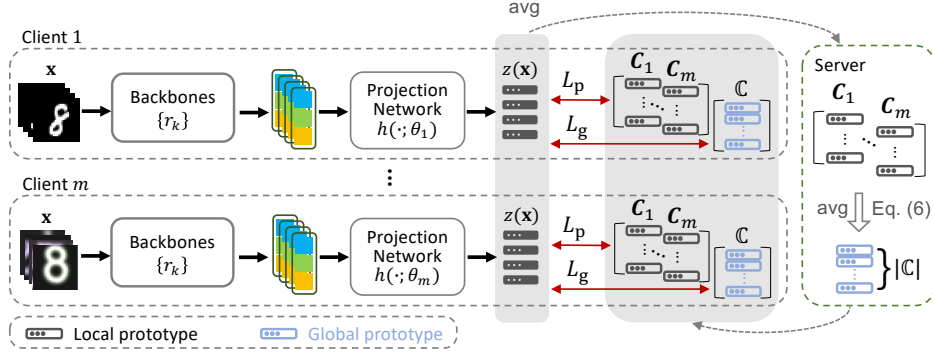 avg
Client 1
x
Backbones
{r_k}
Projection
Network
h(·; θ_1)
z(x)
L_p
L_g
C_1
C_m
ℂ
Server
C_1
C_m
avg
Eq. (6)
|ℂ|
Client m
x
8
Backbones
{r_k}
Projection
Network
h(·; θ_m)
z(x)
L_p
L_g
C_1
C_m
ℂ
Local prototype
Global prototype